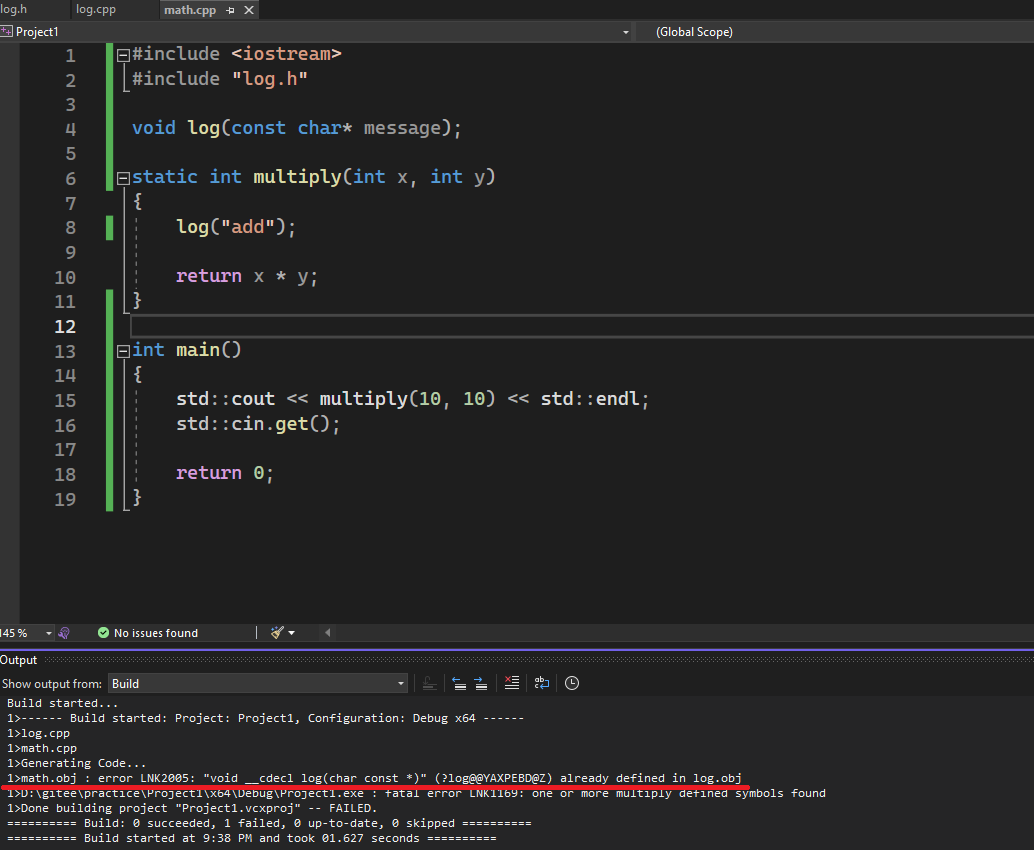 log.h log.cpp math.cpp
Project1 (Global Scope)
1 #include <iostream>
2 #include "log.h"
3
4 void log(const char* message);
5
6 static int multiply(int x, int y)
7 {
8 log("add");
9
10 return x * y;
11 }
12
13 int main()
14 {
15 std::cout << multiply(10, 10) << std::endl;
16 std::cin.get();
17
18 return 0;
19 }
145 % No issues found
Output
Show output from: Build
Build started...
1>------ Build started: Project: Project1, Configuration: Debug x64 ------
1>log.cpp
1>math.cpp
1>Generating Code...
1>math.obj : error LNK2005: "void __cdecl log(char const *)" (?log@@YAXPEBD@Z) already defined in log.obj
1>D:\gitee\practice\Project1\x64\Debug\Project1.exe : fatal error LNK1169: one or more multiply defined symbols found
1>Done building project "Project1.vcxproj" -- FAILED.
========== Build: 0 succeeded, 1 failed, 0 up-to-date, 0 skipped ==========
========== Build started at 9:38 PM and took 01.627 seconds ==========